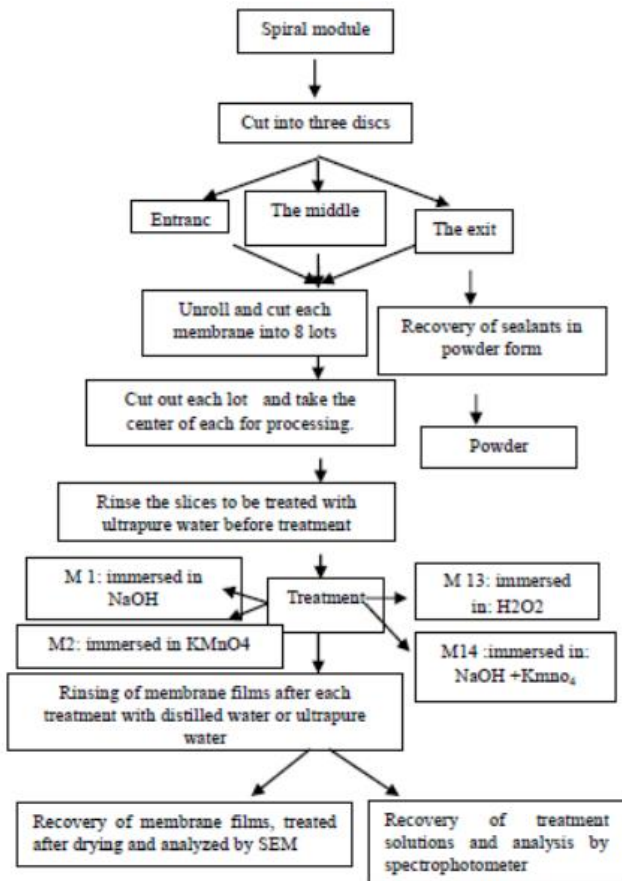 Spiral module
Cut into three discs
Entranc
The middle
The exit
Unroll and cut each
membrane into 8 lots
Recovery of sealants in
powder form
Cut out each lot and take the
center of each for processing.
Powder
Rinse the slices to be treated with
ultrapure water before treatment
M 1: immersed in
NaOH
Treatment
M 13: immersed
in: H2O2
M2: immersed in KMnO4
M14 :immersed in:
NaOH +Kmno₄
Rinsing of membrane films after each
treatment with distilled water or ultrapure
water
Recovery of membrane films, treated
after drying and analyzed by SEM
Recovery of treatment
solutions and analysis by
spectrophotometer